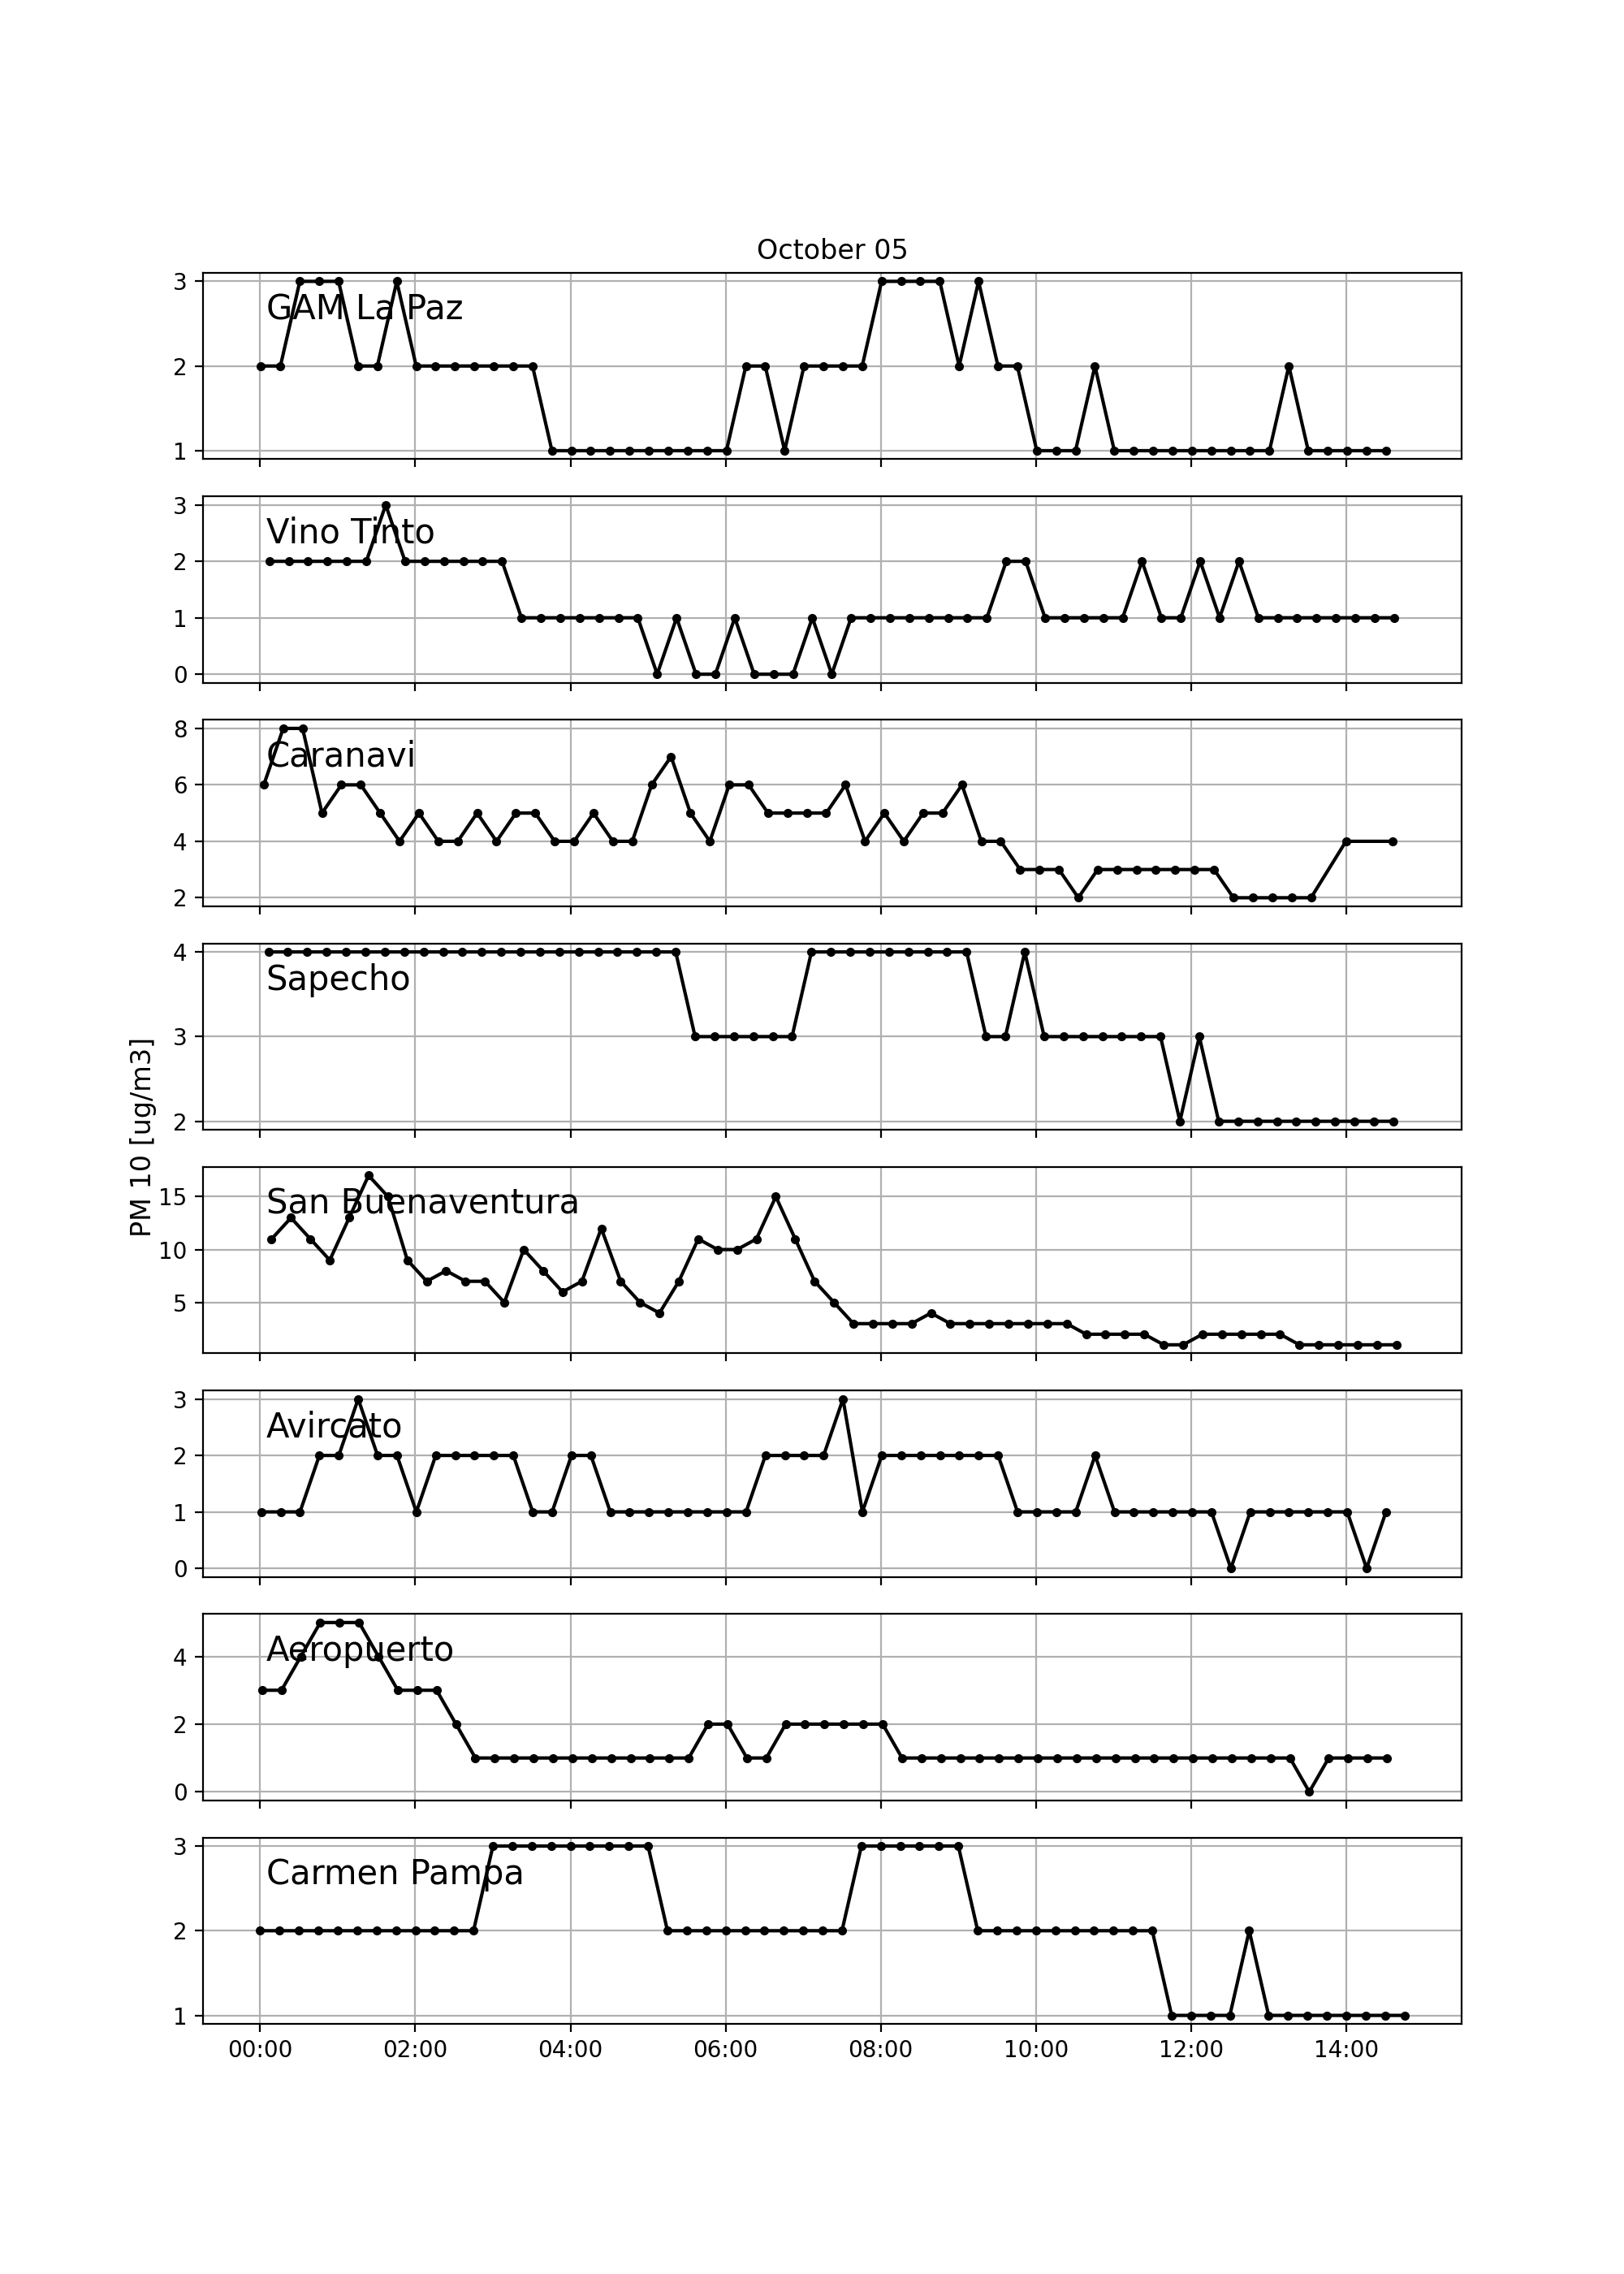 October 05
GAM La Paz
3
2
1
Vino Tinto
3
2
1
0
Caranavi
8
6
4
2
Sapecho
4
3
2
PM 10 [ug/m3]
San Buenaventura
15
10
5
Avircato
3
2
1
0
Aeropuerto
4
2
0
Carmen Pampa
3
2
1
00:00 02:00 04:00 06:00 08:00 10:00 12:00 14:00